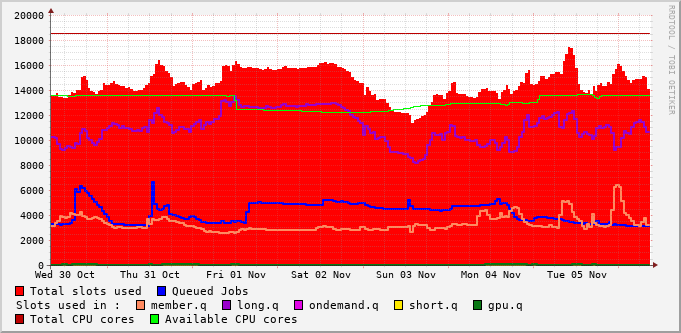 20000
18000
16000
14000
12000
10000
8000
6000
4000
2000
0
Wed 30 Oct Thu 31 Oct Fri 01 Nov Sat 02 Nov Sun 03 Nov Mon 04 Nov Tue 05 Nov
Total slots used Queued Jobs
Slots used in : member.q long.q ondemand.q short.q gpu.q
Total CPU cores Available CPU cores
RRDTOOL / TOBI OETIKER